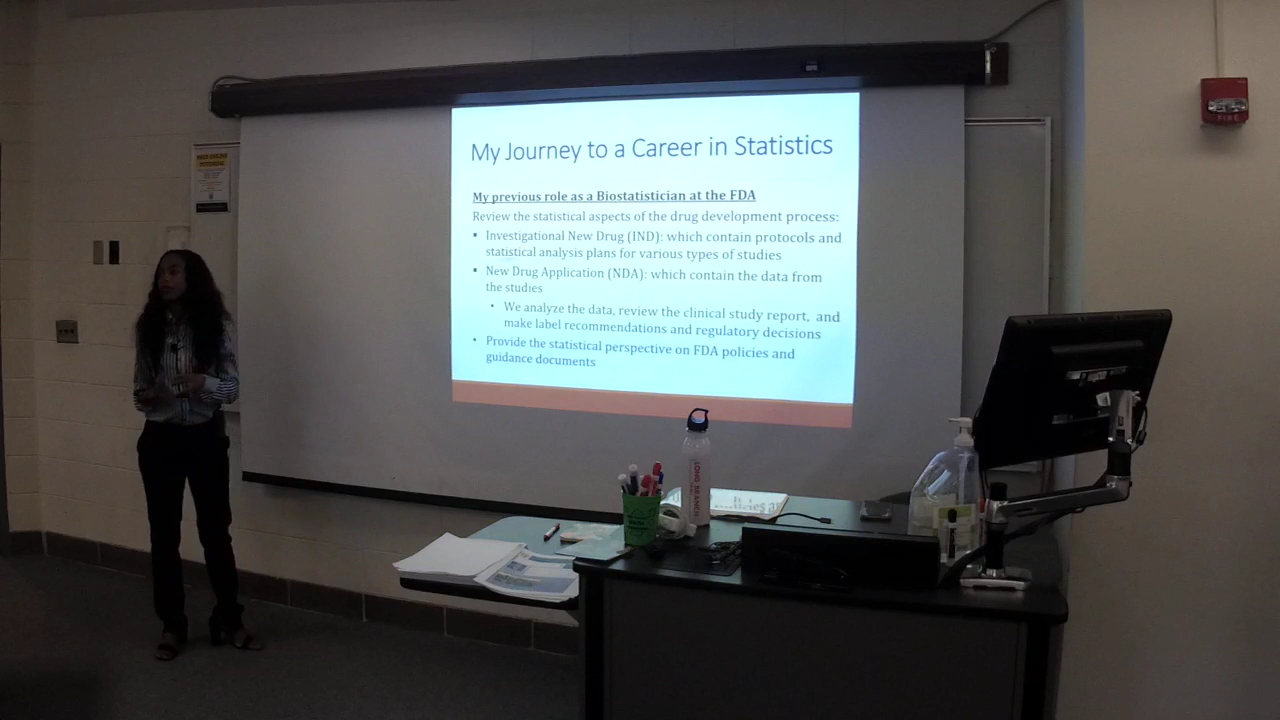 My Journey to a Career in Statistics
My previous role as a Biostatistician at the FDA
Review the statistical aspects of the drug development process:
▪ Investigational New Drug (IND): which contain protocols and
statistical analysis plans for various types of studies
▪ New Drug Application (NDA): which contain the data from
the studies
• We analyze the data, review the clinical study report, and
make label recommendations and regulatory decisions
• Provide the statistical perspective on FDA policies and
guidance documents
FIRE
LONG BRANCH